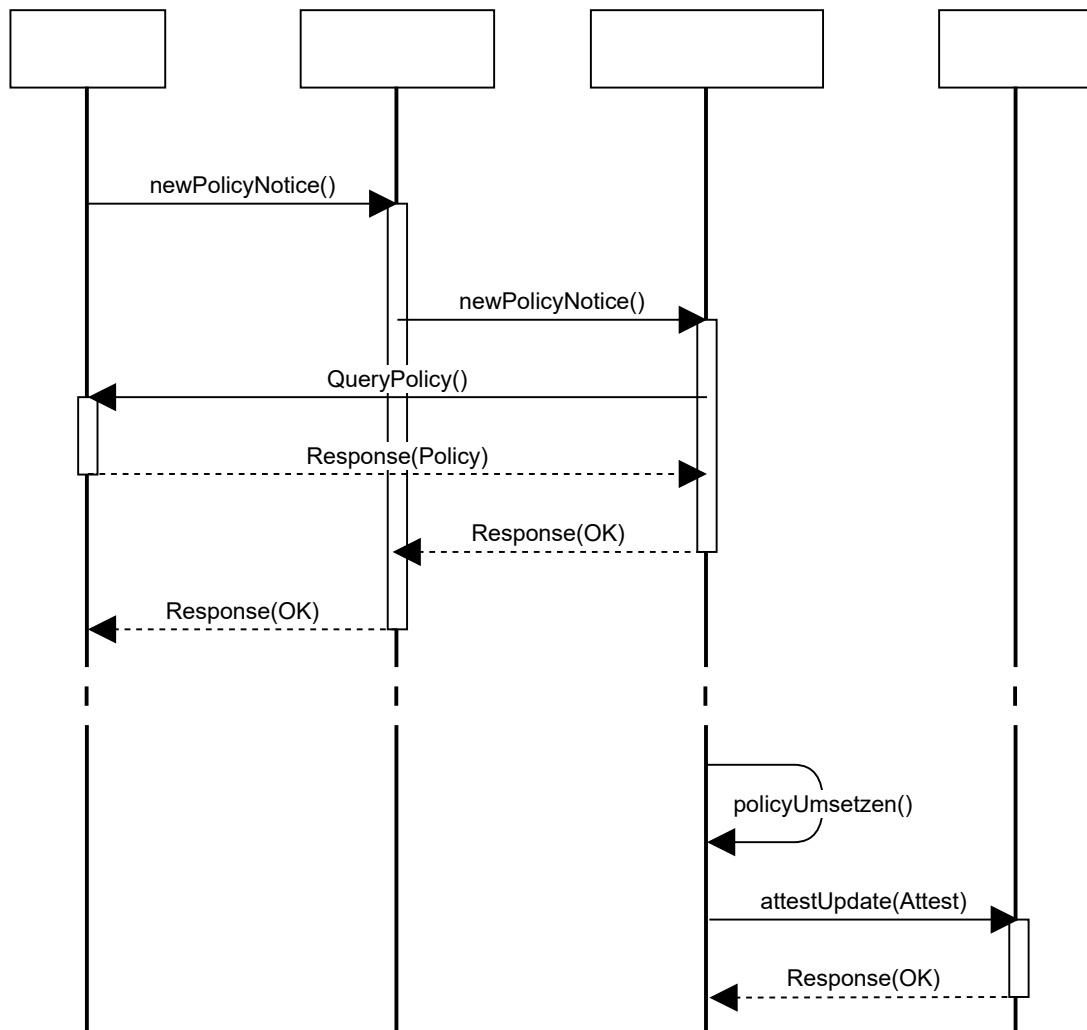 newPolicyNotice()
newPolicyNotice()
QueryPolicy()
Response(Policy)
Response(OK)
Response(OK)
policyUmsetzen()
attestUpdate(Attest)
Response(OK)